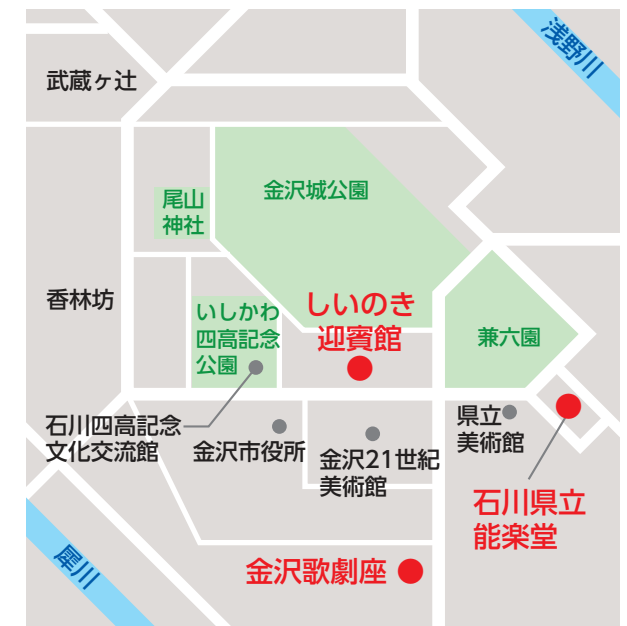 浅野川
武蔵ヶ辻
金沢城公園
尾山
神社
香林坊
しいのき
迎賓館
いしかわ
四高記念
公園
兼六園
石川四高記念
文化交流館
金沢市役所
金沢21世紀
美術館
県立
美術館
石川県立
能楽堂
金沢歌劇座
犀川